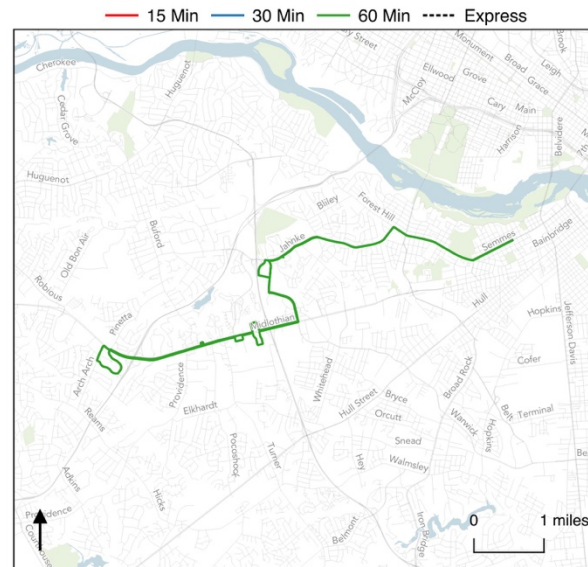 15 Min 30 Min 60 Min Express
Cherokee
Huguenot
Cedar Grove
Street
Monument
Broad
Leigh
Brook
Ellwood
Grove
Grace
McCloy
Cary
Main
Harrison
Belvidere
Huguenot
Bliley
Forest Hill
Buford
Jahnke
Semmes
Bainbridge
Old Bon Air
Robious
Pinetta
Midlothian
Hull
Hopkins
Jefferson Davis
Arch Arch
Providence
Whitehead
Cofer
Reams
Elkhardt
Hull Street
Bryce
Broad Rock
Orcutt
Belt
Terminal
Warwick
Hopkins
Snead
Pocoshock
Turner
Hey
Walmsley
Adkins
Hicks
Providence
Belmont
Iron Bridge
0 1 miles